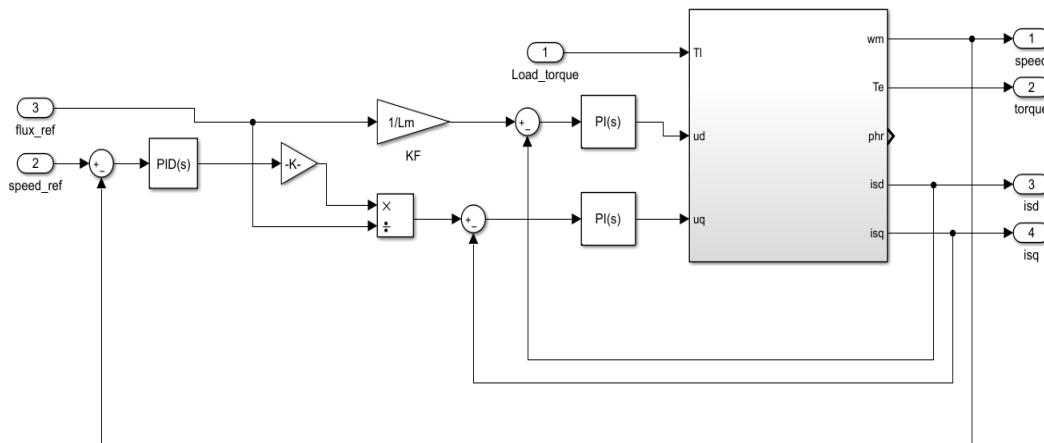 wm
1
speed
1
Load_torque
Tl
Te
2
torque
3
flux_ref
1/Lm
KF
+
−
PI(s)
ud
phr
2
speed_ref
+
−
PID(s)
-K-
×
÷
+
−
PI(s)
uq
isd
3
isd
isq
4
isq